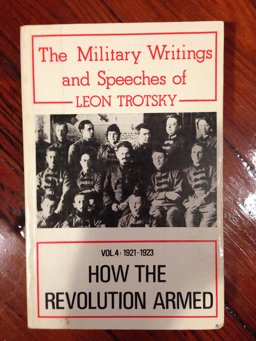 The Military Writings
and Speeches of
LEON TROTSKY
VOL.4: 1921-1923
HOW THE
REVOLUTION ARMED